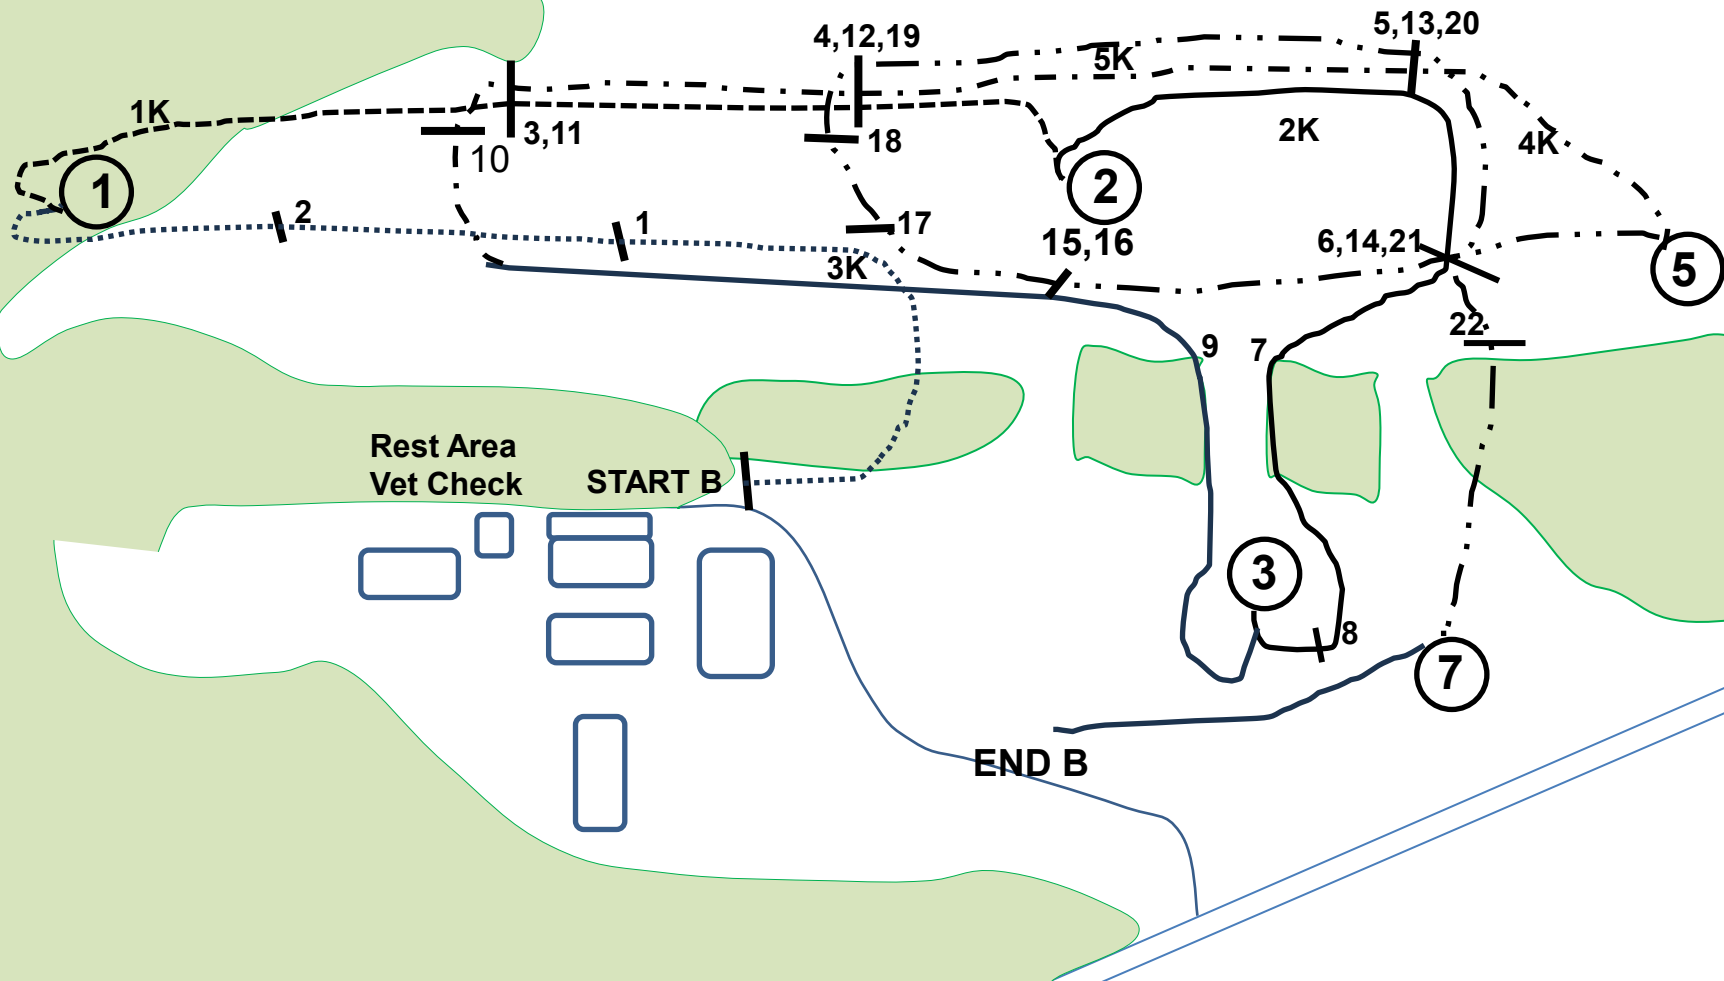 5,13,20
4,12,19
5K
1K
3,11
18
2K
4K
10
1
2
2
1
17
15,16
6,14,21
3K
5
22
9
7
Rest Area
Vet Check
START B
3
8
7
END B